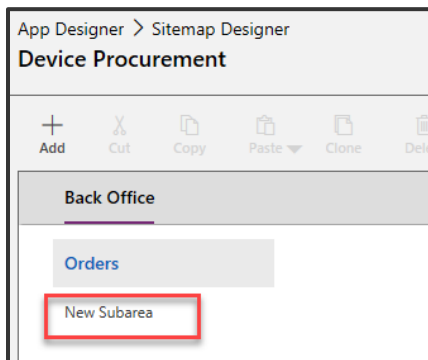 App Designer > Sitemap Designer
Device Procurement
Add Cut Copy Paste Clone
Back Office
Orders
New Subarea